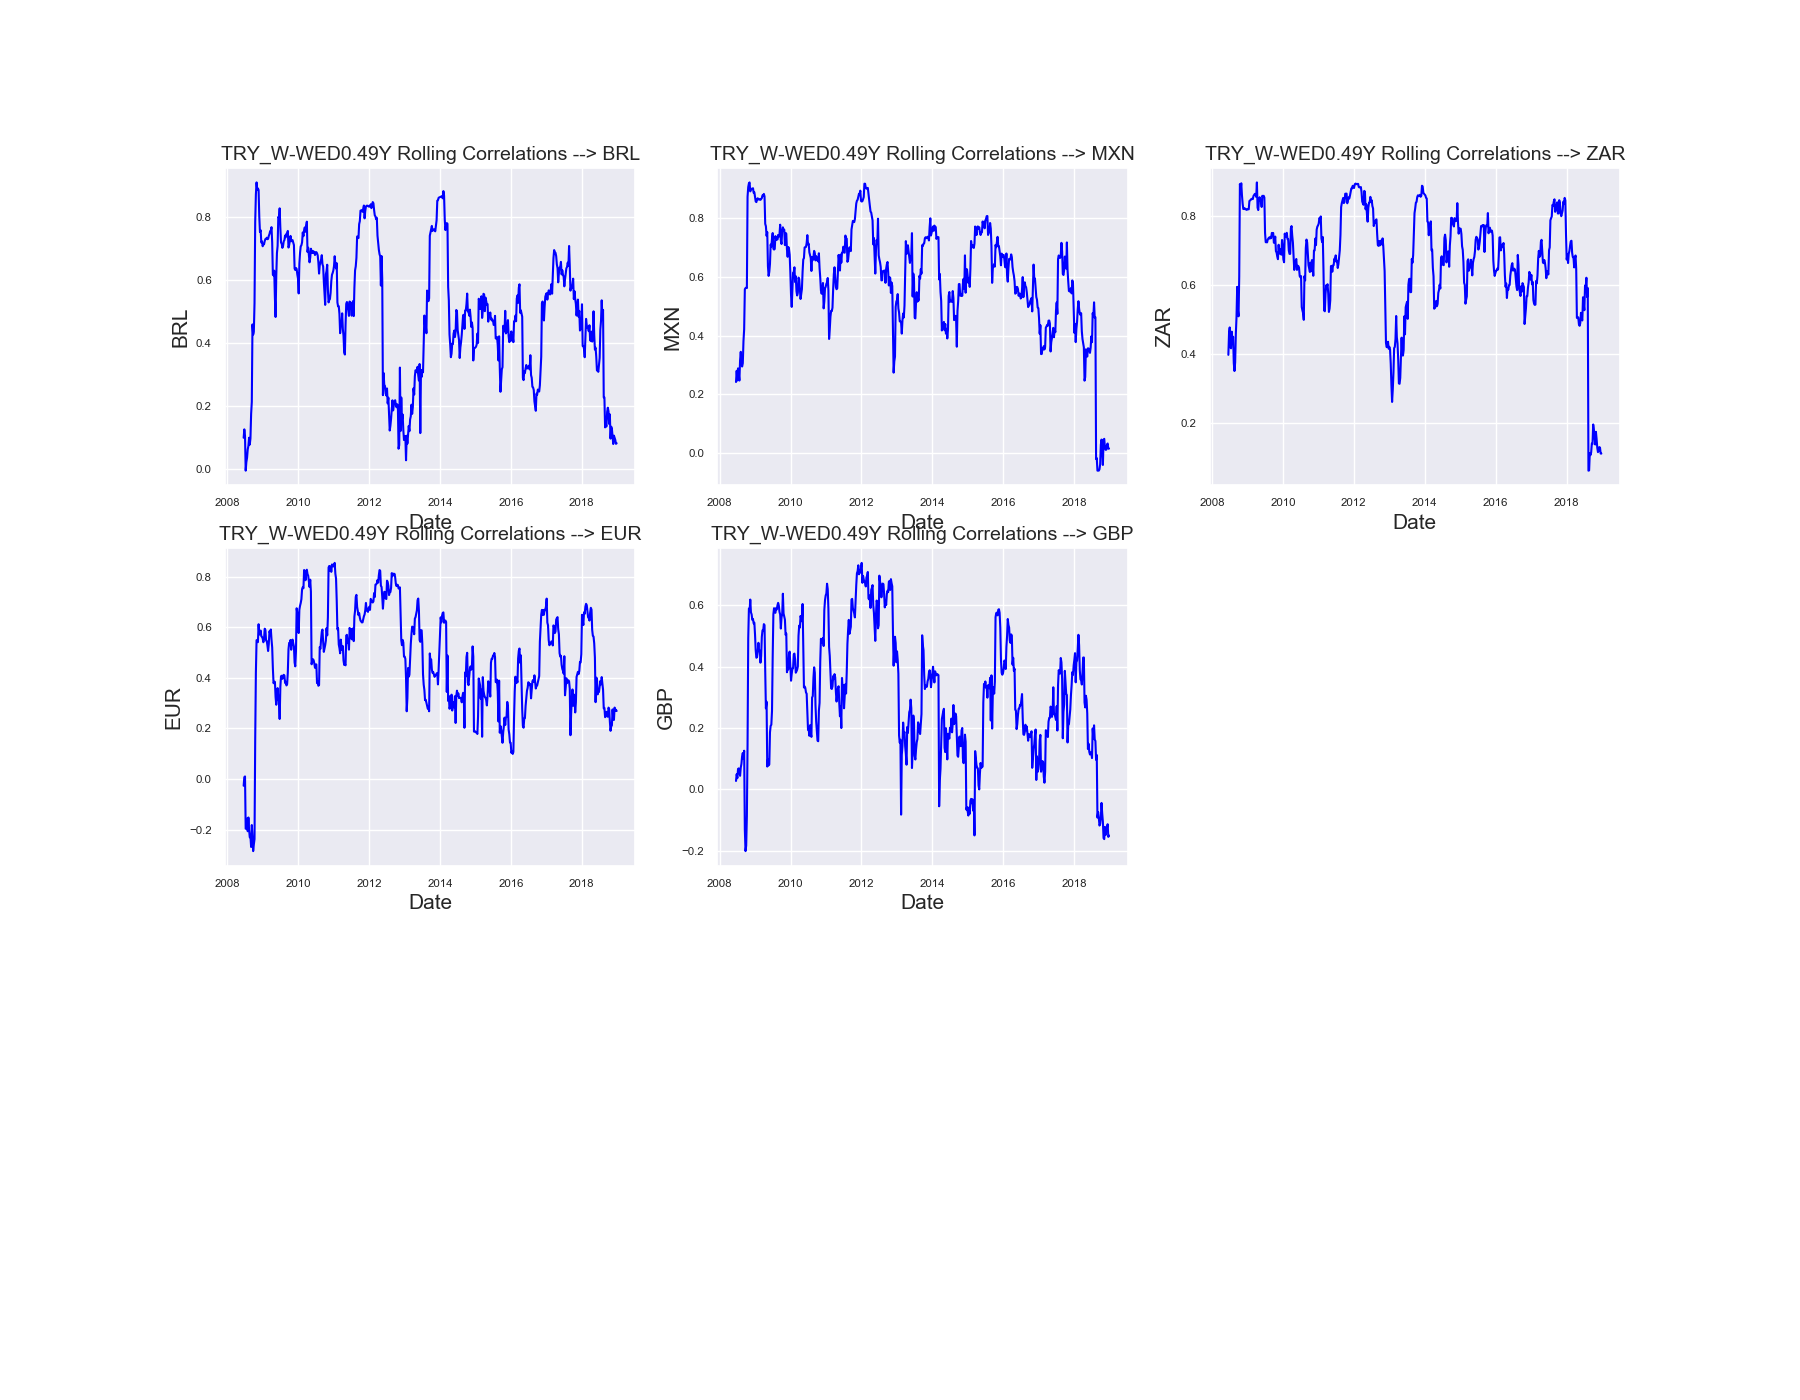 TRY_W-WED0.49Y Rolling Correlations --> BRL
BRL
0.8
0.6
0.4
0.2
0.0
2008 2010 2012 2014 2016 2018
Date
TRY_W-WED0.49Y Rolling Correlations --> MXN
MXN
0.8
0.6
0.4
0.2
0.0
2008 2010 2012 2014 2016 2018
Date
TRY_W-WED0.49Y Rolling Correlations --> ZAR
ZAR
0.8
0.6
0.4
0.2
2008 2010 2012 2014 2016 2018
Date
TRY_W-WED0.49Y Rolling Correlations --> EUR
EUR
0.8
0.6
0.4
0.2
0.0
−0.2
2008 2010 2012 2014 2016 2018
Date
TRY_W-WED0.49Y Rolling Correlations --> GBP
GBP
0.6
0.4
0.2
0.0
−0.2
2008 2010 2012 2014 2016 2018
Date